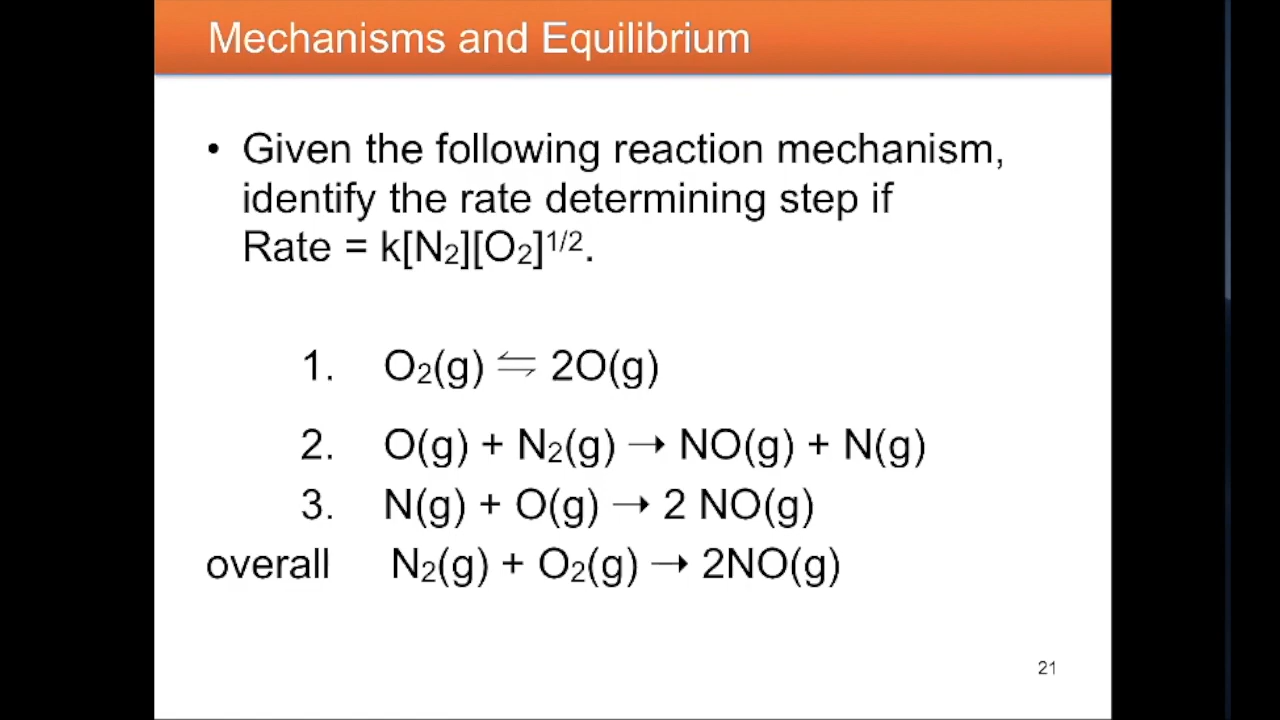 Mechanisms and Equilibrium
• Given the following reaction mechanism,
identify the rate determining step if
Rate = k[N₂][O₂]¹/².
1. O₂(g) ⇋ 2O(g)
2. O(g) + N₂(g) → NO(g) + N(g)
3. N(g) + O(g) → 2 NO(g)
overall N₂(g) + O₂(g) → 2NO(g)
21